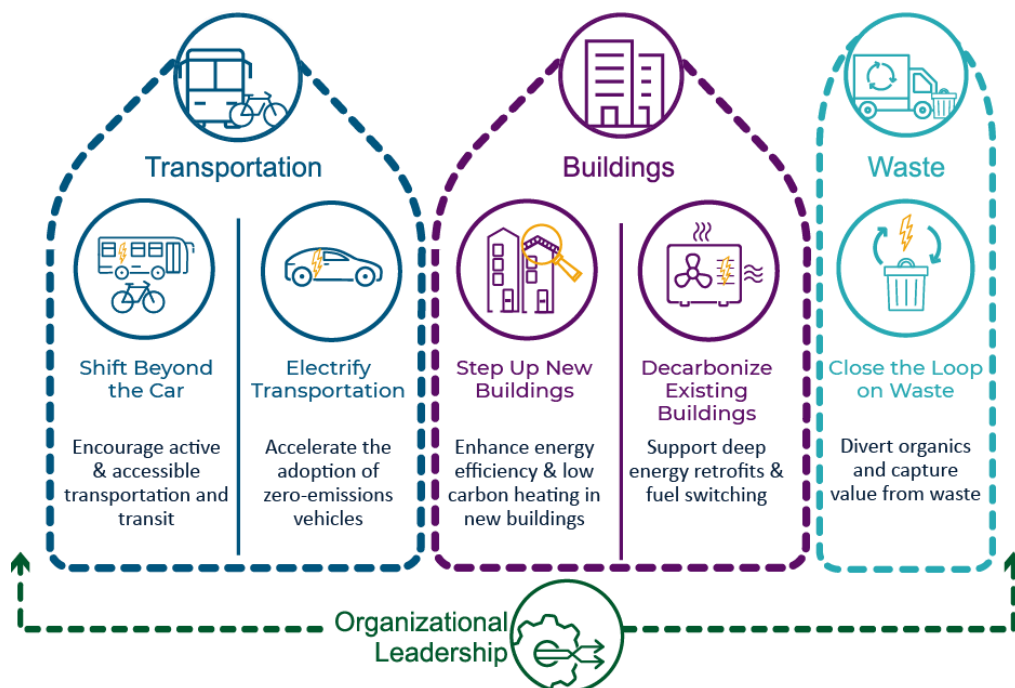 Transportation
Shift Beyond
the Car
Encourage active
& accessible
transportation and
transit
Electrify
Transportation
Accelerate the
adoption of
zero-emissions
vehicles
Buildings
Step Up New
Buildings
Enhance energy
efficiency & low
carbon heating in
new buildings
Decarbonize
Existing
Buildings
Support deep
energy retrofits &
fuel switching
Waste
Close the Loop
on Waste
Divert organics
and capture
value from waste
Organizational
Leadership